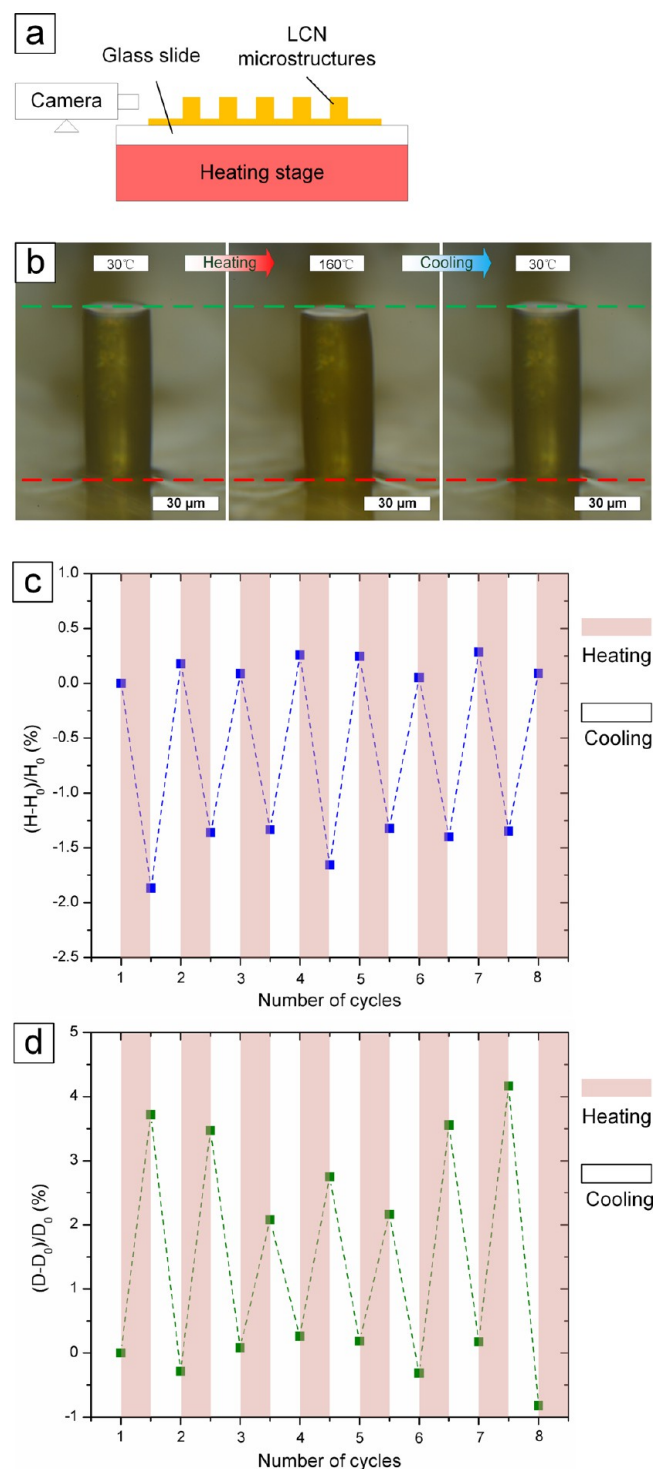 a
Glass slide
LCN
microstructures
Camera
Heating stage
b
30℃
Heating
160℃
Cooling
30℃
30 µm
30 µm
30 µm
c
1.0
0.5
0.0
-0.5
-1.0
-1.5
-2.0
-2.5
(H-H₀)/H₀ (%)
1 2 3 4 5 6 7 8
Number of cycles
Heating
Cooling
d
5
4
3
2
1
0
-1
(D-D₀)/D₀ (%)
1 2 3 4 5 6 7 8
Number of cycles
Heating
Cooling